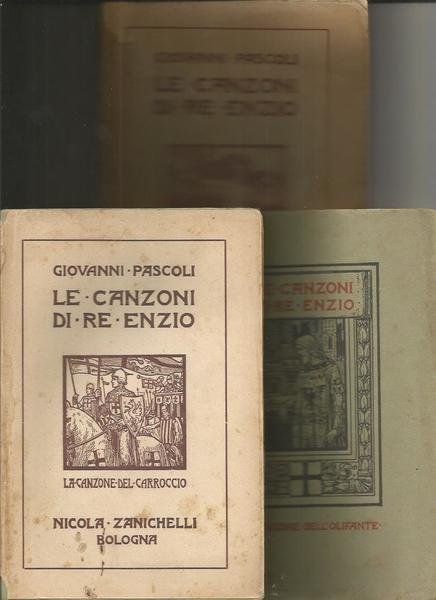 GIOVANNI · PASCOLI
LE CANZONI
DI RE ENZIO
GIOVANNI · PASCOLI
LE · CANZONI
DI · RE · ENZIO
LA·CANZONE·DEL·CARROCCIO
NICOLA · ZANICHELLI
BOLOGNA
E · CANZONI
RE · ENZIO
DELL'OLIFANTE·